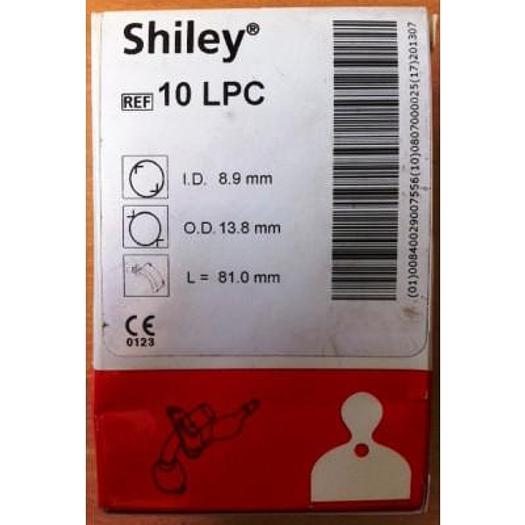 Shiley®
REF 10 LPC
I.D. 8.9 mm
O.D. 13.8 mm
L = 81.0 mm
CE
0123
(01)00840029007556(10)0807000025(17)201307